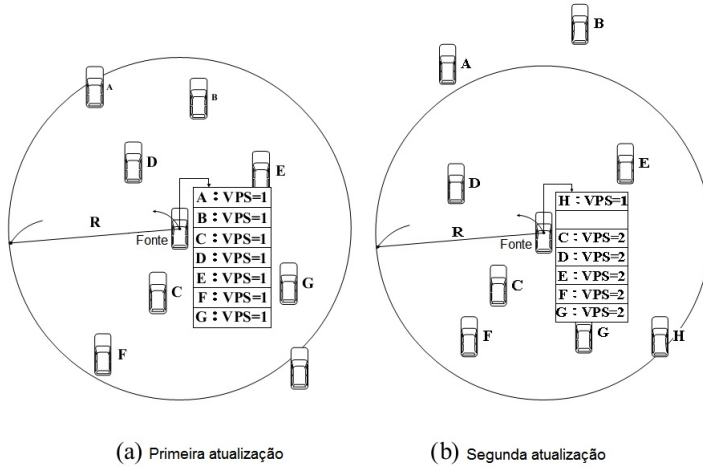 A
B
D
E
R
Fonte
A : VPS=1
B : VPS=1
C : VPS=1
D : VPS=1
E : VPS=1
F : VPS=1
G : VPS=1
C
G
F
(a) Primeira atualização
B
A
E
D
R
Fonte
H : VPS=1
C : VPS=2
D : VPS=2
E : VPS=2
F : VPS=2
G : VPS=2
C
F
G
H
(b) Segunda atualização